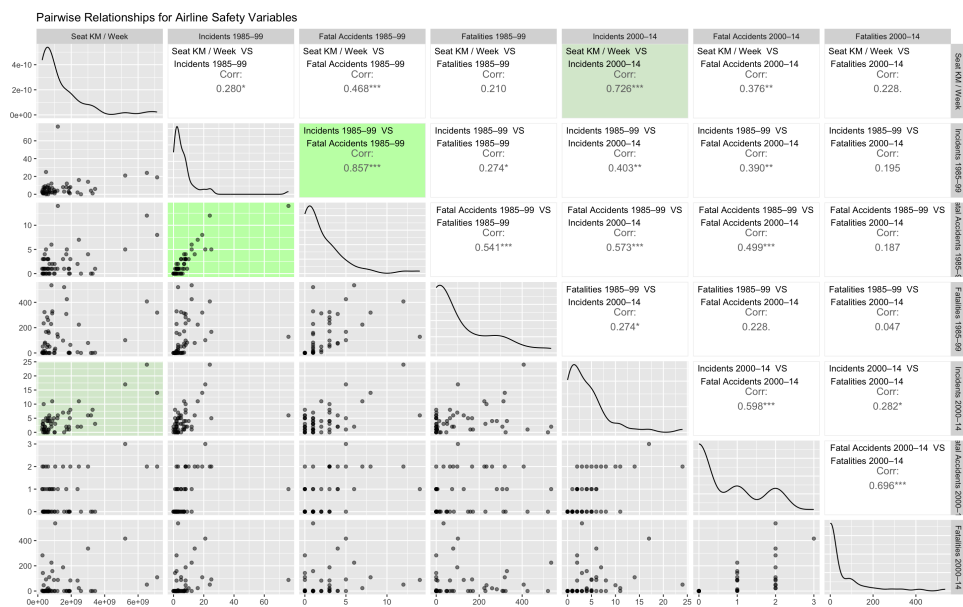 Pairwise Relationships for Airline Safety Variables
Seat KM / Week
Incidents 1985–99
Fatal Accidents 1985–99
Fatalities 1985–99
Incidents 2000–14
Fatal Accidents 2000–14
Fatalities 2000–14
4e−10
2e−10
0e+00
Seat KM / Week VS
Incidents 1985–99
Corr:
0.280*
Seat KM / Week VS
Fatal Accidents 1985–99
Corr:
0.468***
Seat KM / Week VS
Fatalities 1985–99
Corr:
0.210
Seat KM / Week VS
Incidents 2000–14
Corr:
0.726***
Seat KM / Week VS
Fatal Accidents 2000–14
Corr:
0.376**
Seat KM / Week VS
Fatalities 2000–14
Corr:
0.228.
Seat KM / Week
60
40
20
0
Incidents 1985–99 VS
Fatal Accidents 1985–99
Corr:
0.857***
Incidents 1985–99 VS
Fatalities 1985–99
Corr:
0.274*
Incidents 1985–99 VS
Incidents 2000–14
Corr:
0.403**
Incidents 1985–99 VS
Fatal Accidents 2000–14
Corr:
0.390**
Incidents 1985–99 VS
Fatalities 2000–14
Corr:
0.195
Incidents 1985–99
10
5
0
Fatal Accidents 1985–99 VS
Fatalities 1985–99
Corr:
0.541***
Fatal Accidents 1985–99 VS
Incidents 2000–14
Corr:
0.573***
Fatal Accidents 1985–99 VS
Fatal Accidents 2000–14
Corr:
0.499***
Fatal Accidents 1985–99 VS
Fatalities 2000–14
Corr:
0.187
Accidents 1985–
400
200
0
Fatalities 1985–99 VS
Incidents 2000–14
Corr:
0.274*
Fatalities 1985–99 VS
Fatal Accidents 2000–14
Corr:
0.228.
Fatalities 1985–99 VS
Fatalities 2000–14
Corr:
0.047
Fatalities 1985–99
25
20
15
10
5
0
Incidents 2000–14 VS
Fatal Accidents 2000–14
Corr:
0.598***
Incidents 2000–14 VS
Fatalities 2000–14
Corr:
0.282*
Incidents 2000–14
3
2
1
0
Fatal Accidents 2000–14 VS
Fatalities 2000–14
Corr:
0.696***
Accidents 2000–
400
200
0
Fatalities 2000–14
0e+00 2e+09 4e+09 6e+09
0 20 40 60
0 5 10
0 200 400
0 5 10 15 20 25
0 1 2 3
0 200 400